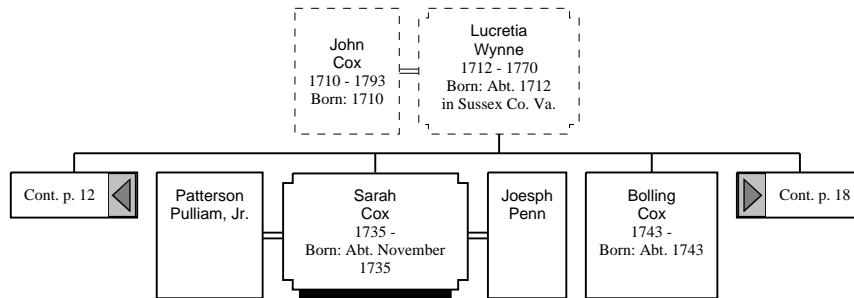 John
Cox
1710 - 1793
Born: 1710
Lucretia
Wynne
1712 - 1770
Born: Abt. 1712
in Sussex Co. Va.
Cont. p. 12
Patterson
Pulliam, Jr.
Sarah
Cox
1735 -
Born: Abt. November
1735
Joesph
Penn
Bolling
Cox
1743 -
Born: Abt. 1743
Cont. p. 18